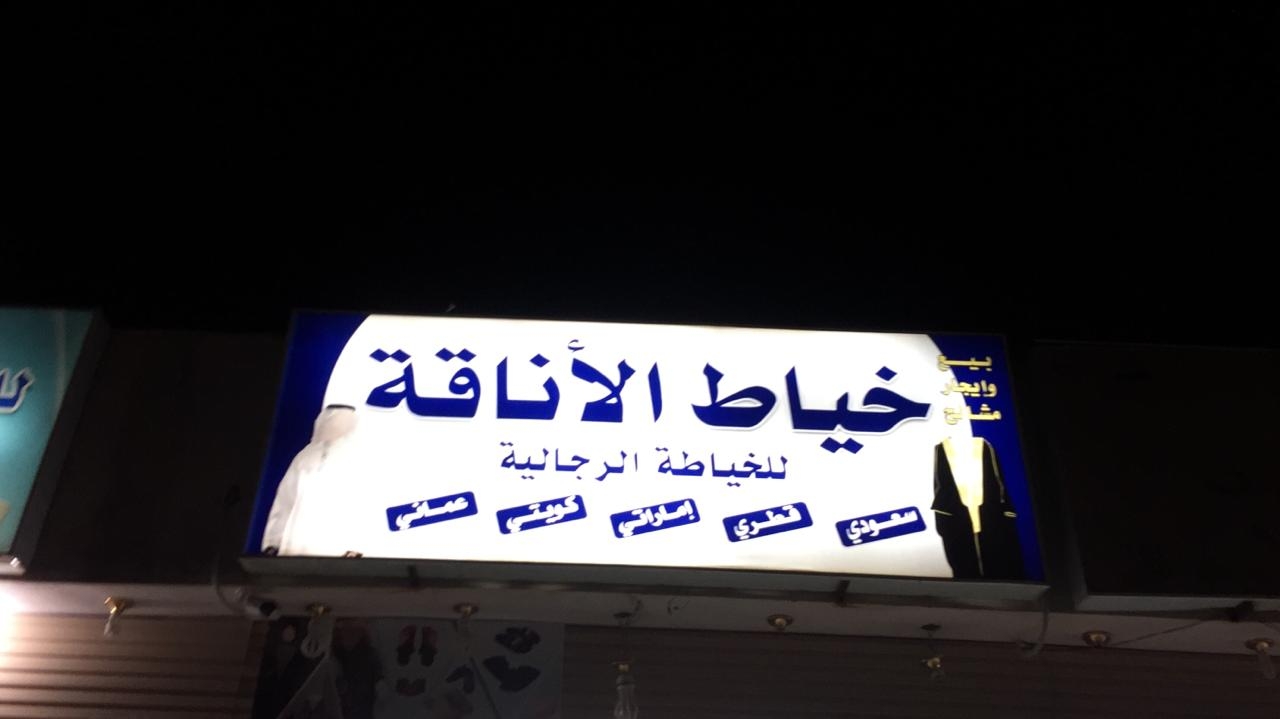 خياط الأناقة
للخياطة الرجالية
سعودي قطري إماراتي كويتي عماني
بيع
وايجار
مشالح